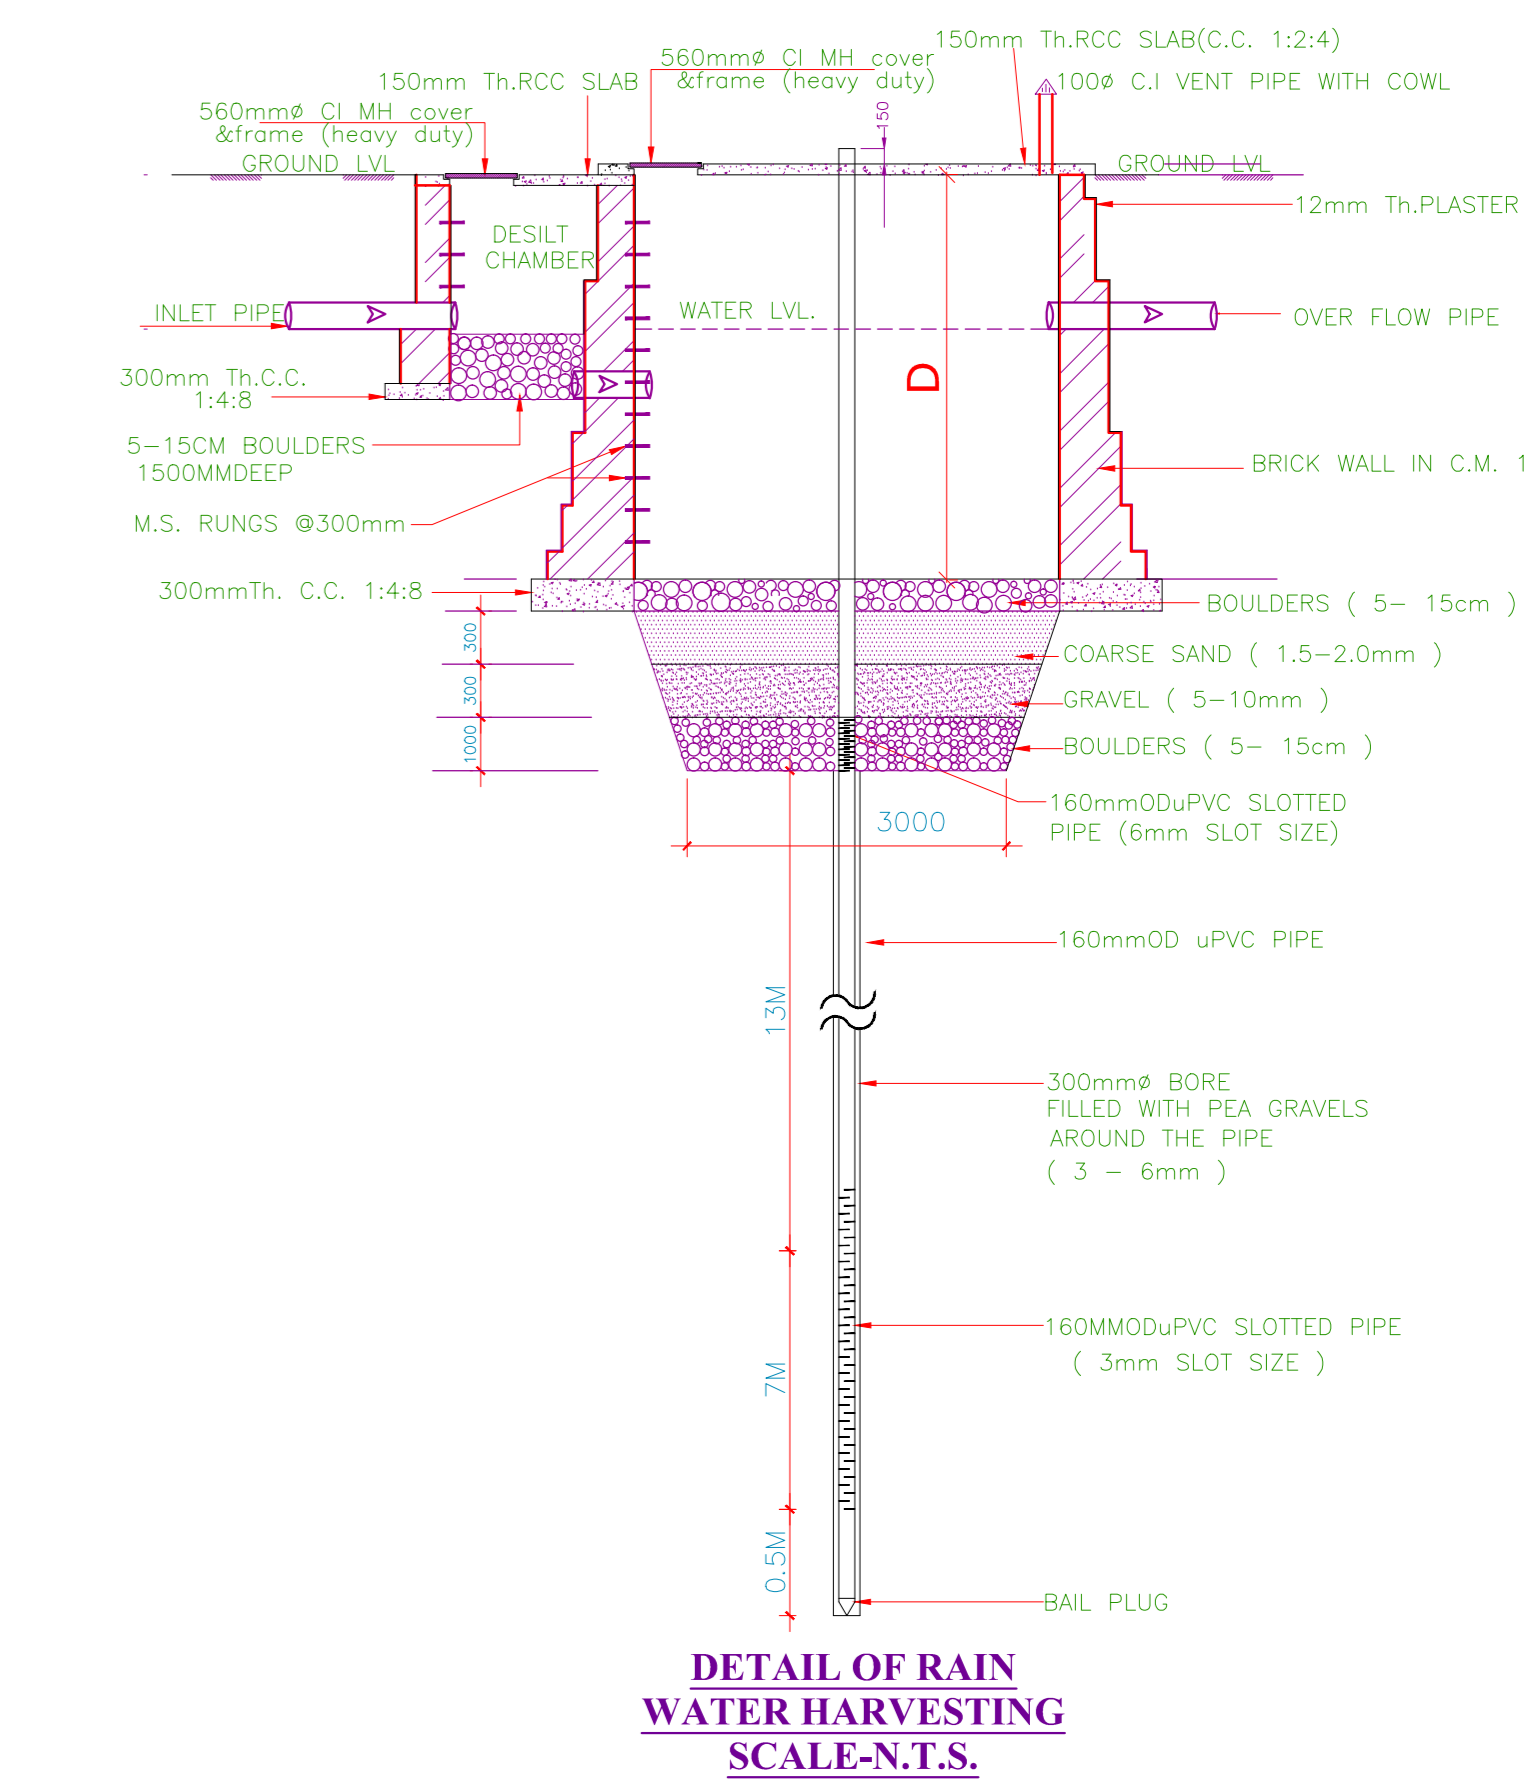 150mm Th.RCC SLAB(C.C. 1:2:4)
560mmø CI MH cover
&frame (heavy duty)
150mm Th.RCC SLAB
100ø C.I VENT PIPE WITH COWL
560mmø CI MH cover
&frame (heavy duty)
150
GROUND LVL
GROUND LVL
12mm Th.PLASTER
DESILT
CHAMBER
INLET PIPE
WATER LVL.
OVER FLOW PIPE
D
300mm Th.C.C.
1:4:8
5-15CM BOULDERS
1500MMDEEP
BRICK WALL IN C.M. 1
M.S. RUNGS @300mm
300mmTh. C.C. 1:4:8
BOULDERS ( 5- 15cm )
300
COARSE SAND ( 1.5-2.0mm )
300
GRAVEL ( 5-10mm )
1000
BOULDERS ( 5- 15cm )
160mmODuPVC SLOTTED
PIPE (6mm SLOT SIZE)
3000
160mmOD uPVC PIPE
13M
300mmø BORE
FILLED WITH PEA GRAVELS
AROUND THE PIPE
( 3 - 6mm )
160MMODuPVC SLOTTED PIPE
( 3mm SLOT SIZE )
7M
0.5M
BAIL PLUG
DETAIL OF RAIN
WATER HARVESTING
SCALE-N.T.S.